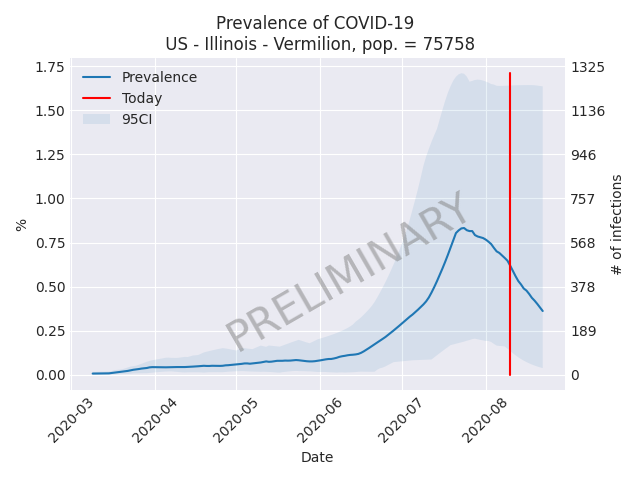 Prevalence of COVID-19
US - Illinois - Vermilion, pop. = 75758
Prevalence
Today
95CI
PRELIMINARY
1.75
1.50
1.25
1.00
0.75
0.50
0.25
0.00
%
1325
1136
946
757
568
378
189
0
# of infections
2020-03
2020-04
2020-05
2020-06
2020-07
2020-08
Date